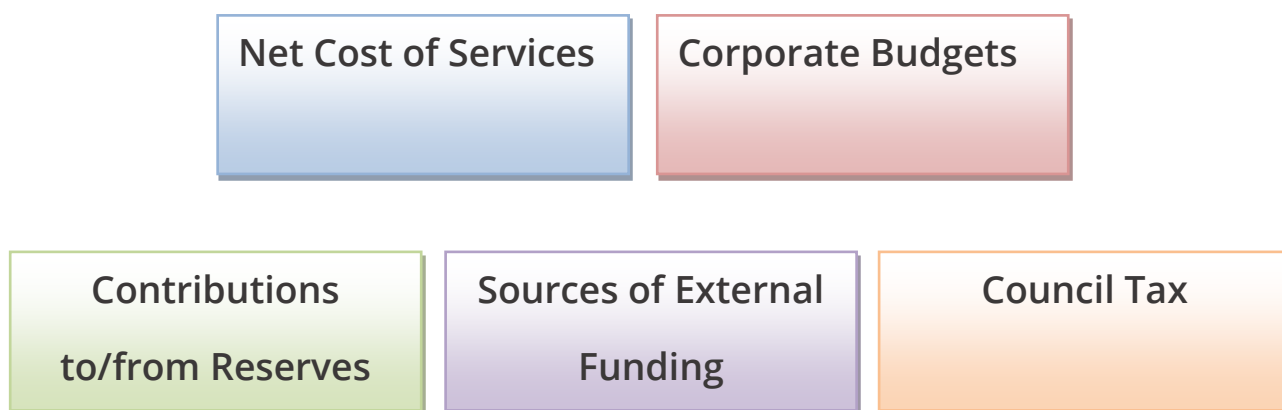 Net Cost of Services
Corporate Budgets
Contributions
to/from Reserves
Sources of External
Funding
Council Tax